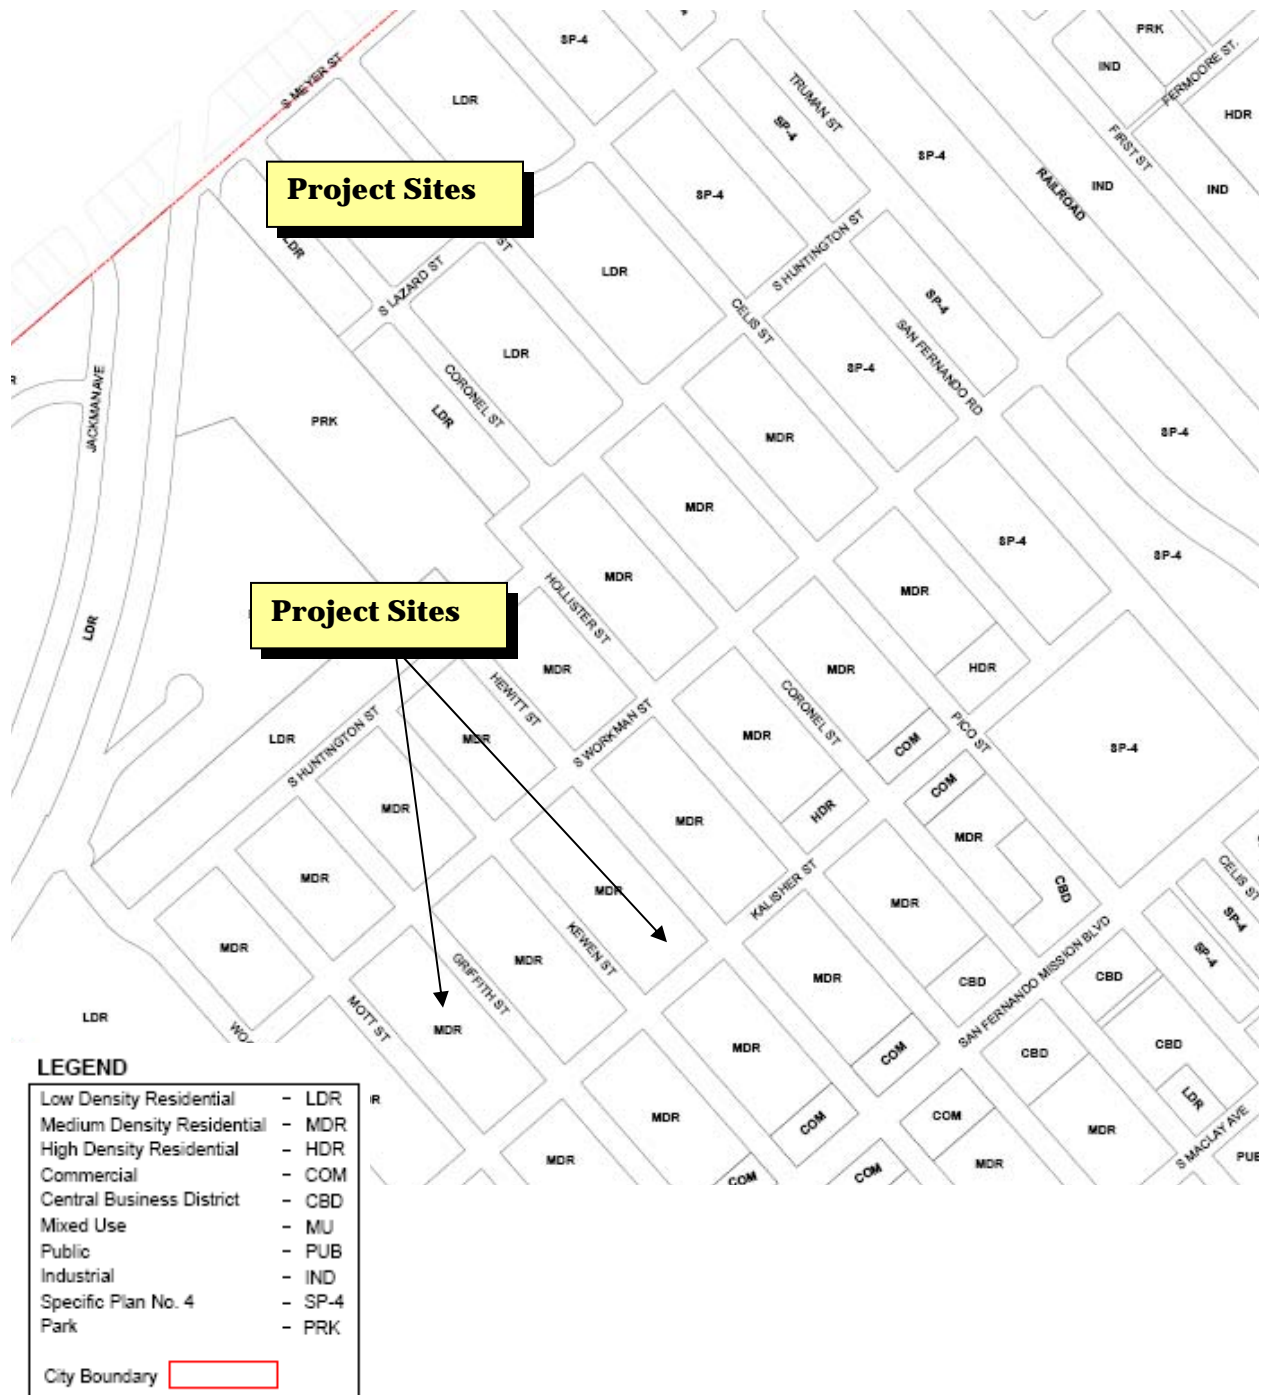 SP-4
PRK
S MEYER ST
IND
FERMOORE ST.
TRUMAN ST
LDR
HDR
SP-4
FIRST ST
SP-4
Project Sites
RAILROAD
IND
IND
SP-4
LDR
ST
S HUNTINGTON ST
S LAZARD ST
LDR
SP-4
CELIS ST
LDR
SAN FERNANDO RD
SP-4
CORONEL ST
JACKMAN AVE
LDR
PRK
MDR
SP-4
MDR
SP-4
SP-4
MDR
HOLLISTER ST
MDR
Project Sites
LDR
MDR
MDR
HDR
HEWITT ST
CORONEL ST
S WORKMAN ST
PICO ST
LDR
S HUNTINGTON ST
MDR
MDR
COM
SP-4
COM
MDR
MDR
HDR
MDR
CELIS ST
MDR
MDR
KALISHER ST
CBD
MDR
SP-4
MDR
KEWEN ST
SAN FERNANDO MISSION BLVD
SP-4
MDR
GRIFFITH ST
MDR
CBD
CBD
LDR
MOTT ST
MDR
MDR
COM
CBD
CBD
LDR
MDR
COM
COM
MDR
S MACLAY AVE
MDR
COM
COM
MDR
PUB
LEGEND
Low Density Residential - LDR
Medium Density Residential - MDR
High Density Residential - HDR
Commercial - COM
Central Business District - CBD
Mixed Use - MU
Public - PUB
Industrial - IND
Specific Plan No. 4 - SP-4
Park - PRK
City Boundary